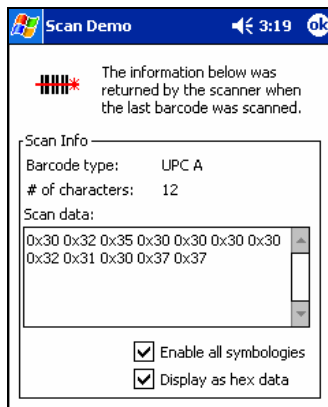 Scan Demo 3:19 ok
The information below was
returned by the scanner when
the last barcode was scanned.
Scan Info
Barcode type: UPC A
# of characters: 12
Scan data:
0x30 0x32 0x35 0x30 0x30 0x30 0x30
0x32 0x31 0x30 0x37 0x37
Enable all symbologies
Display as hex data